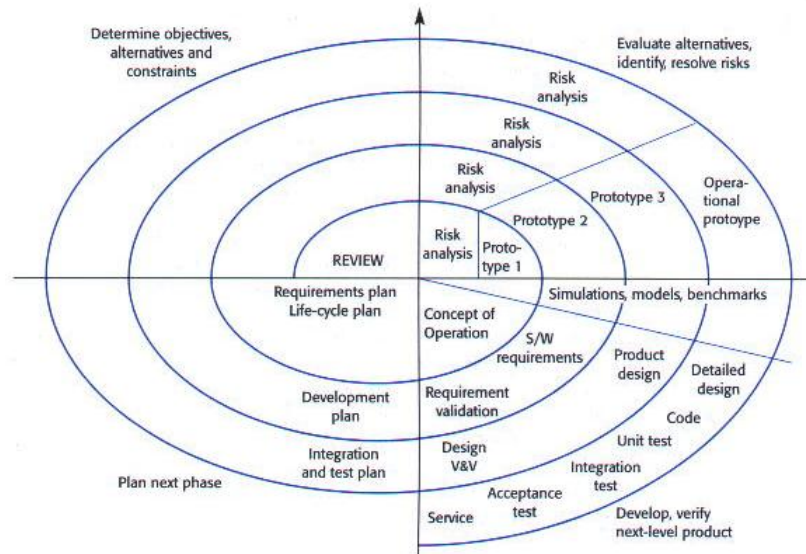 Determine objectives,
alternatives and
constraints
Evaluate alternatives,
identify, resolve risks
Risk
analysis
Risk
analysis
Risk
analysis
Risk
analysis
Proto-
type 1
Prototype 2
Prototype 3
Opera-
tional
protoype
REVIEW
Requirements plan
Life-cycle plan
Simulations, models, benchmarks
Concept of
Operation
S/W
requirements
Product
design
Detailed
design
Development
plan
Requirement
validation
Code
Unit test
Integration
and test plan
Design
V&V
Integration
test
Plan next phase
Acceptance
test
Service
Develop, verify
next-level product